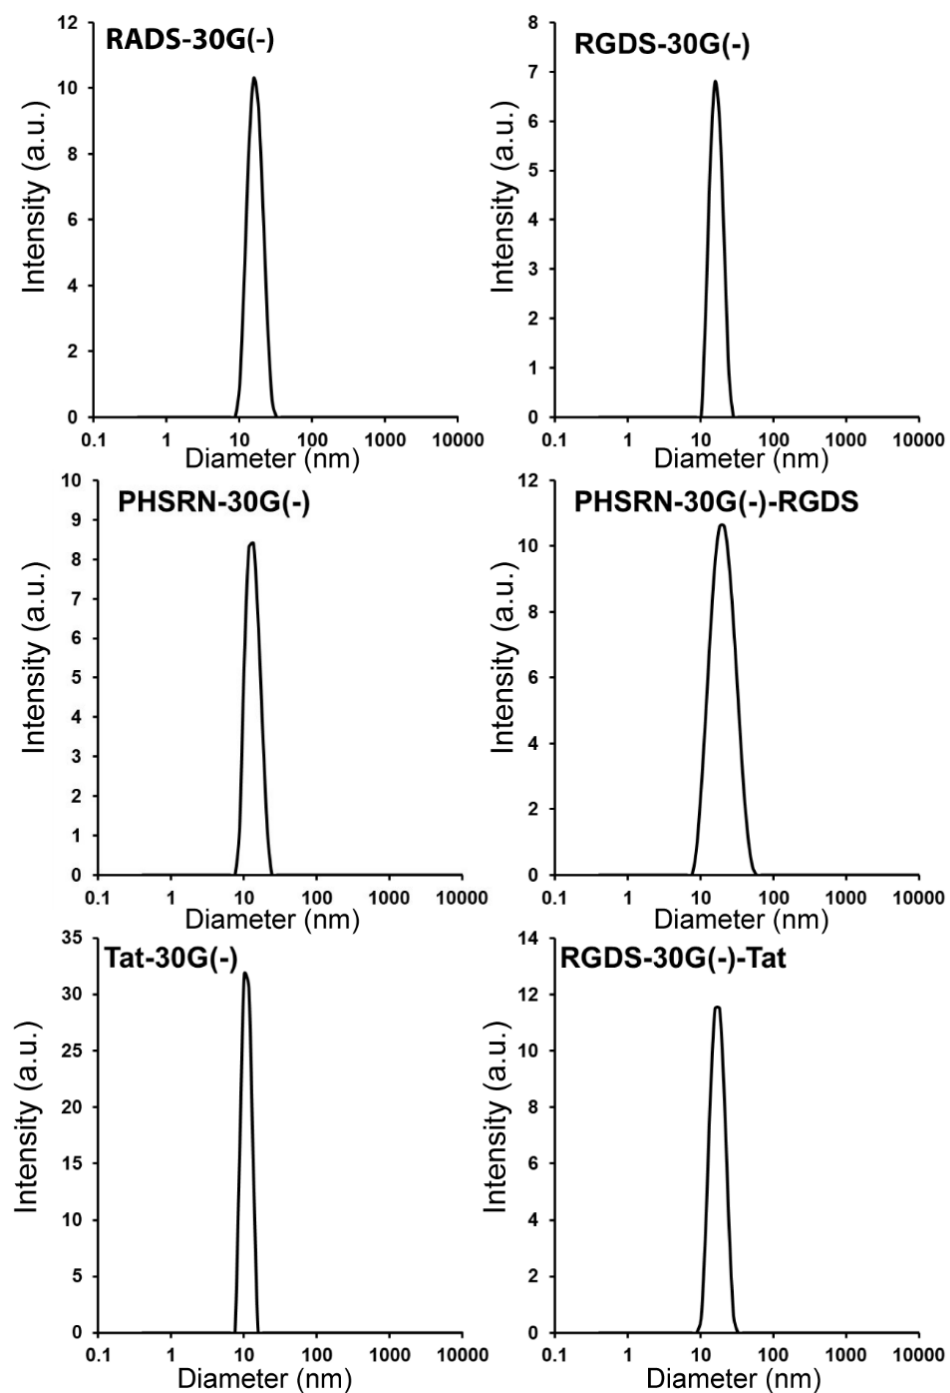 RADS-30G(-)
Intensity (a.u.)
12
10
8
6
4
2
0
0.1 1 10 100 1000 10000
Diameter (nm)
RGDS-30G(-)
Intensity (a.u.)
8
7
6
5
4
3
2
1
0
0.1 1 10 100 1000 10000
Diameter (nm)
PHSRN-30G(-)
Intensity (a.u.)
10
9
8
7
6
5
4
3
2
1
0
0.1 1 10 100 1000 10000
Diameter (nm)
PHSRN-30G(-)-RGDS
Intensity (a.u.)
12
10
8
6
4
2
0
0.1 1 10 100 1000 10000
Diameter (nm)
Tat-30G(-)
Intensity (a.u.)
35
30
25
20
15
10
5
0
0.1 1 10 100 1000 10000
Diameter (nm)
RGDS-30G(-)-Tat
Intensity (a.u.)
14
12
10
8
6
4
2
0
0.1 1 10 100 1000 10000
Diameter (nm)